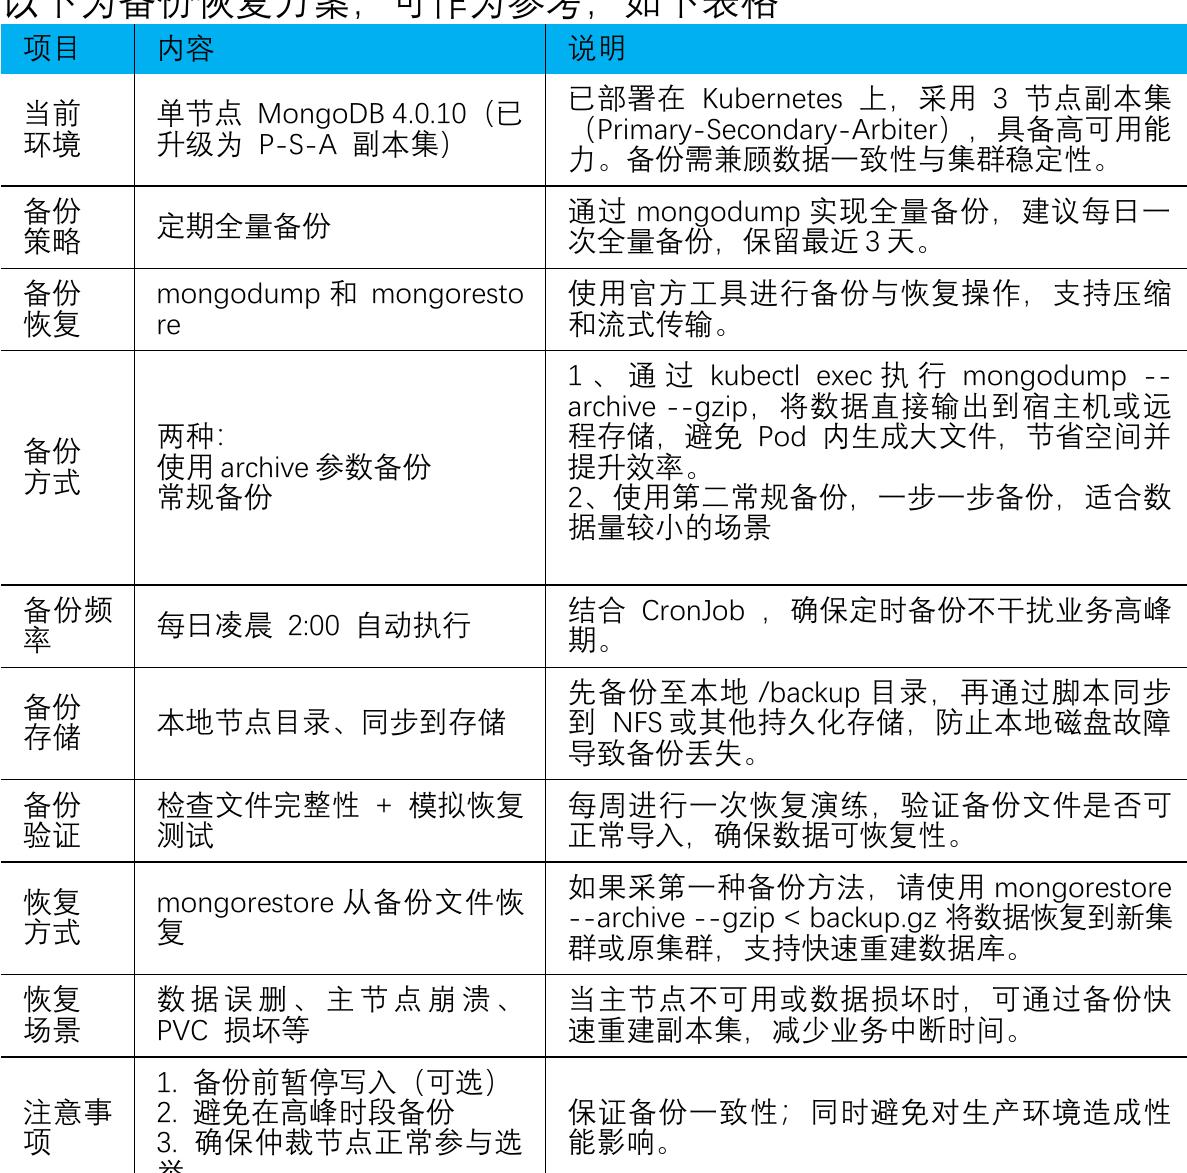 以下为备份恢复方案，可作为参考，如下表格
项目
内容
说明
当前
环境
单节点 MongoDB 4.0.10（已
升级为 P-S-A 副本集）
已部署在 Kubernetes 上，采用 3 节点副本集
（Primary-Secondary-Arbiter），具备高可用能
力。备份需兼顾数据一致性与集群稳定性。
备份
策略
定期全量备份
通过 mongodump 实现全量备份，建议每日一
次全量备份，保留最近 3 天。
备份
恢复
mongodump 和 mongoresto
re
使用官方工具进行备份与恢复操作，支持压缩
和流式传输。
备份
方式
两种：
使用 archive 参数备份
常规备份
1、通过 kubectl exec 执行 mongodump --
archive --gzip，将数据直接输出到宿主机或远
程存储，避免 Pod 内生成大文件，节省空间并
提升效率。
2、使用第二常规备份，一步一步备份，适合数
据量较小的场景
备份频
率
每日凌晨 2:00 自动执行
结合 CronJob ，确保定时备份不干扰业务高峰
期。
备份
存储
本地节点目录、同步到存储
先备份至本地 /backup 目录，再通过脚本同步
到 NFS 或其他持久化存储，防止本地磁盘故障
导致备份丢失。
备份
验证
检查文件完整性 + 模拟恢复
测试
每周进行一次恢复演练，验证备份文件是否可
正常导入，确保数据可恢复性。
恢复
方式
mongorestore 从备份文件恢
复
如果采第一种备份方法，请使用 mongorestore
--archive --gzip < backup.gz 将数据恢复到新集
群或原集群，支持快速重建数据库。
恢复
场景
数据误删、主节点崩溃、
PVC 损坏等
当主节点不可用或数据损坏时，可通过备份快
速重建副本集，减少业务中断时间。
注意事
项
1. 备份前暂停写入（可选）
2. 避免在高峰时段备份
3. 确保仲裁节点正常参与选
举
保证备份一致性；同时避免对生产环境造成性
能影响。